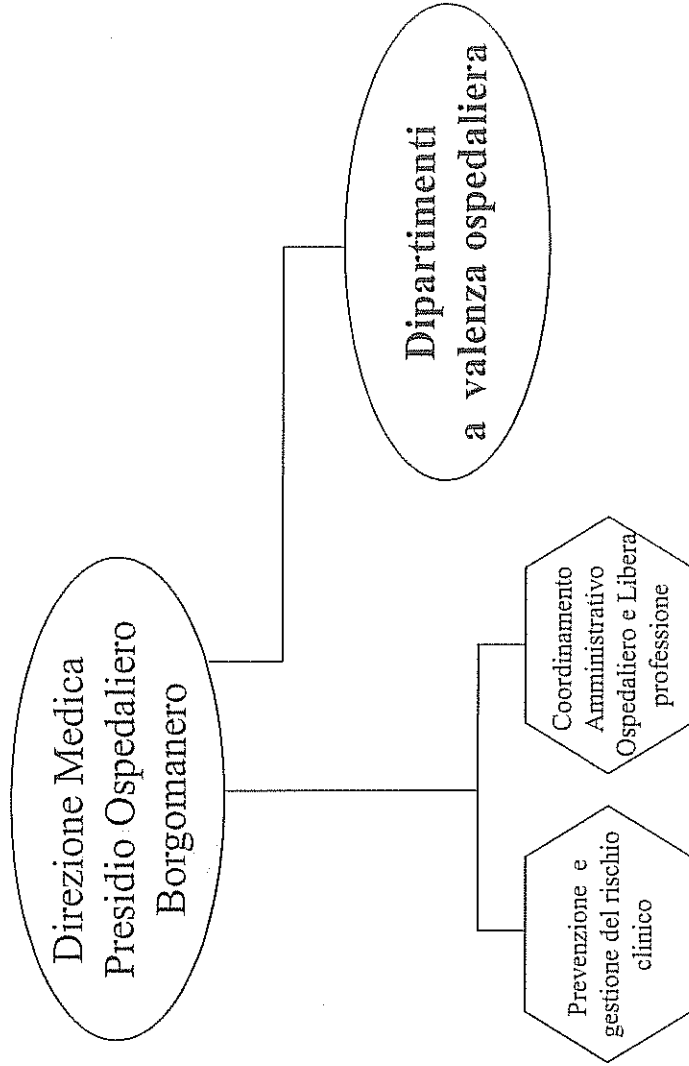 Direzione Medica
Presidio Ospedaliero
Borgomanero
Dipartimenti
a valenza ospedaliera
Prevenzione e
gestione del rischio
clinico
Coordinamento
Amministrativo
Ospedaliero e Libera
professione